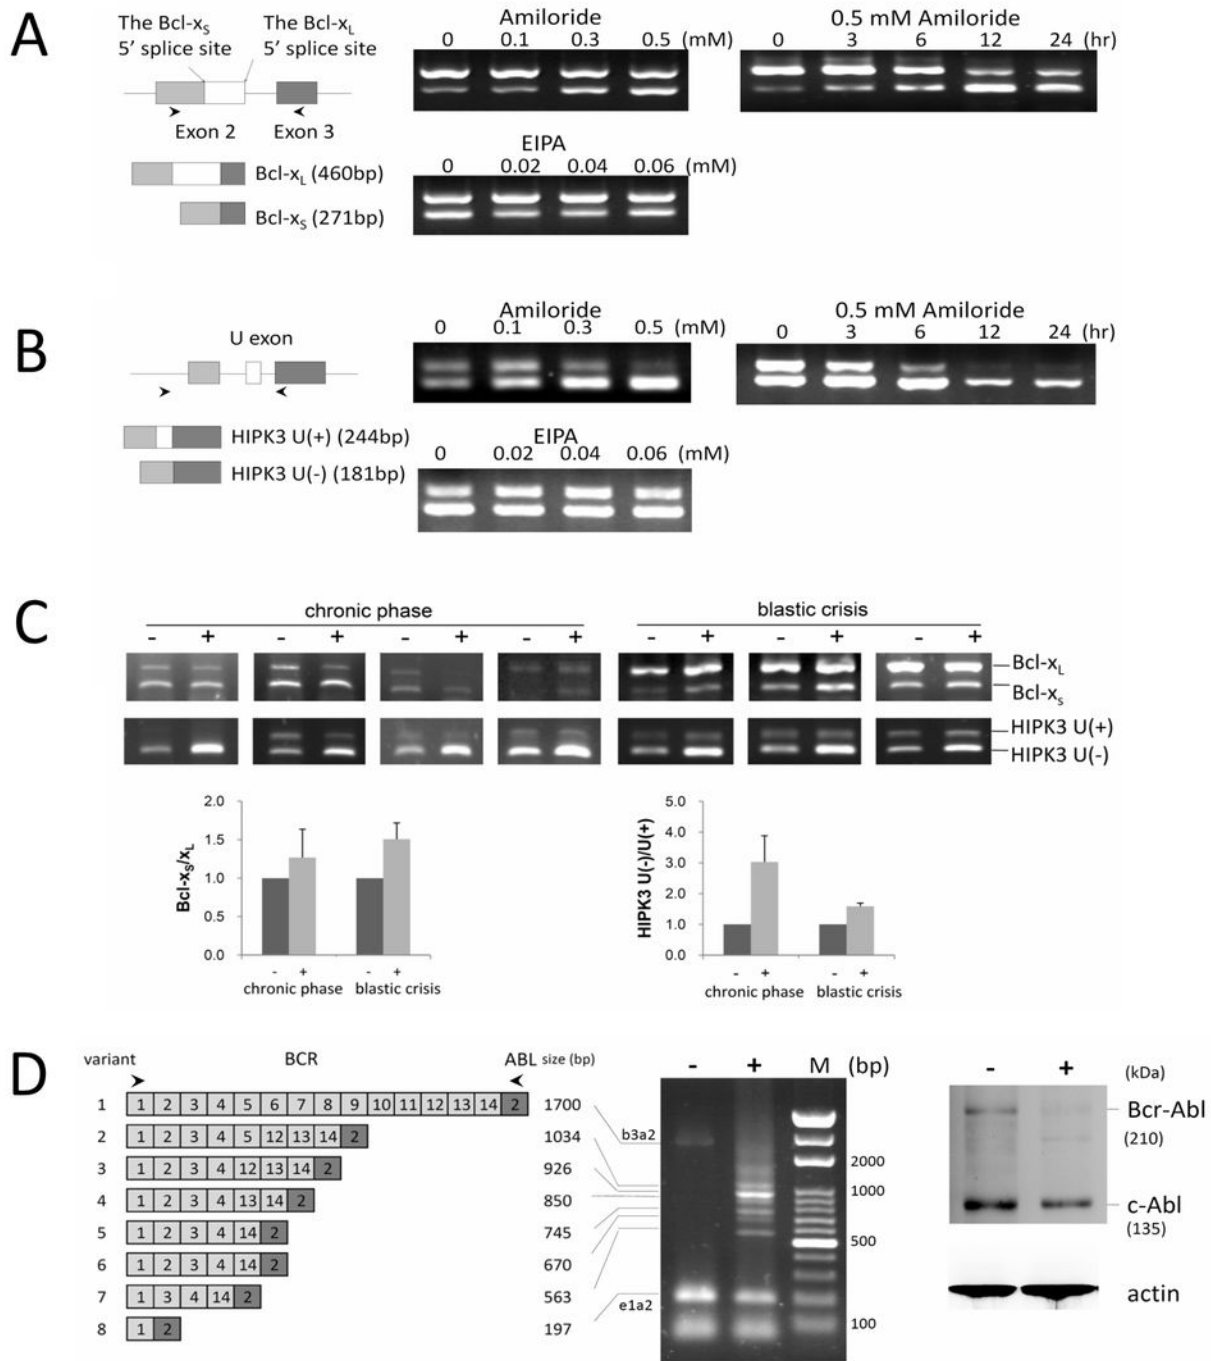 A
The Bcl-xS The Bcl-xL
5’ splice site 5’ splice site
Exon 2 Exon 3
Bcl-xL (460bp)
Bcl-xS (271bp)
Amiloride
0 0.1 0.3 0.5 (mM)
0.5 mM Amiloride
0 3 6 12 24 (hr)
EIPA
0 0.02 0.04 0.06 (mM)
B
U exon
HIPK3 U(+) (244bp)
HIPK3 U(-) (181bp)
Amiloride
0 0.1 0.3 0.5 (mM)
0.5 mM Amiloride
0 3 6 12 24 (hr)
EIPA
0 0.02 0.04 0.06 (mM)
C
chronic phase blastic crisis
- + - + - + - + - + - + - +
Bcl-xL
Bcl-xs
HIPK3 U(+)
HIPK3 U(-)
Bcl-xS/xL
2.0
1.5
1.0
0.5
0.0
- + - +
chronic phase blastic crisis
HIPK3 U(-)/U(+)
5.0
4.0
3.0
2.0
1.0
0.0
- + - +
chronic phase blastic crisis
D
variant BCR ABL size (bp)
1 1 2 3 4 5 6 7 8 9 10 11 12 13 14 2 1700
2 1 2 3 4 5 12 13 14 2 1034
3 1 2 3 4 12 13 14 2 926
4 1 2 3 4 13 14 2 850
5 1 2 3 4 14 2 745
6 1 2 3 4 14 2 670
7 1 3 4 14 2 563
8 1 2 197
- + M (bp)
b3a2
2000
1000
500
e1a2
100
- + (kDa)
Bcr-Abl
(210)
c-Abl
(135)
actin